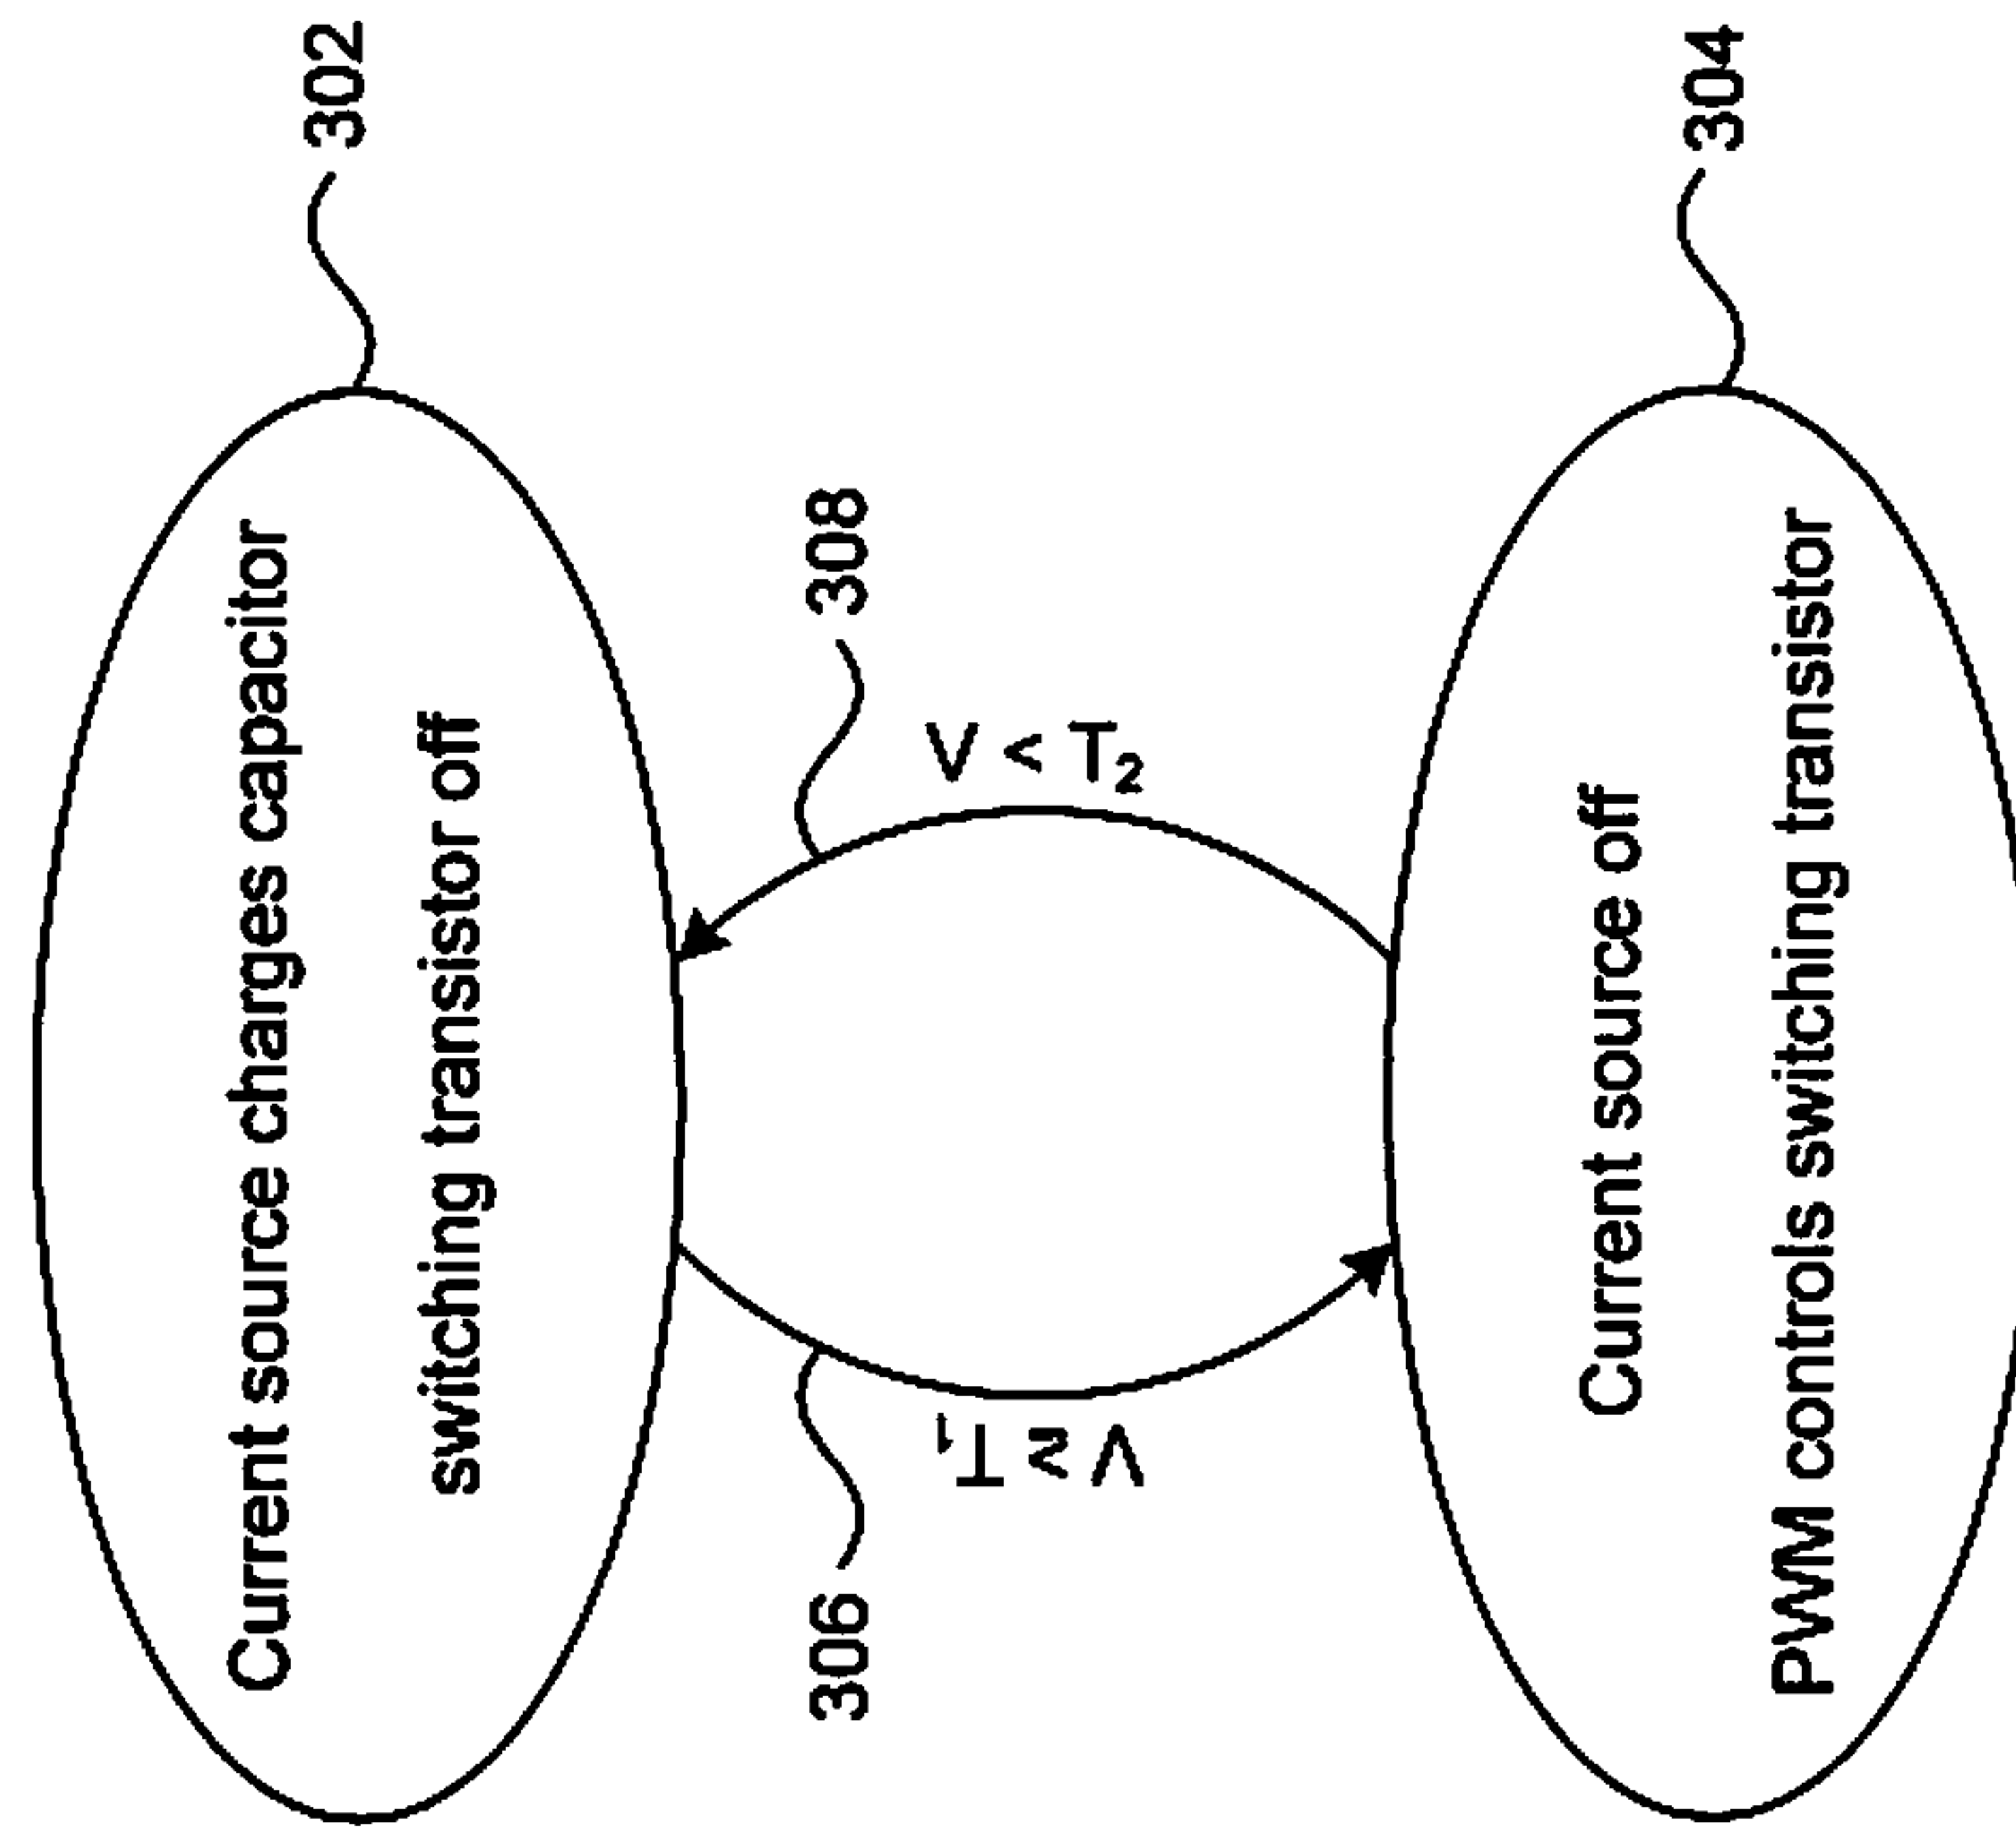 302
Current source charges capacitor
switching transistor off
308
V < T₂
306
V ≥ T₁
304
Current source off
PWM controls switching transistor